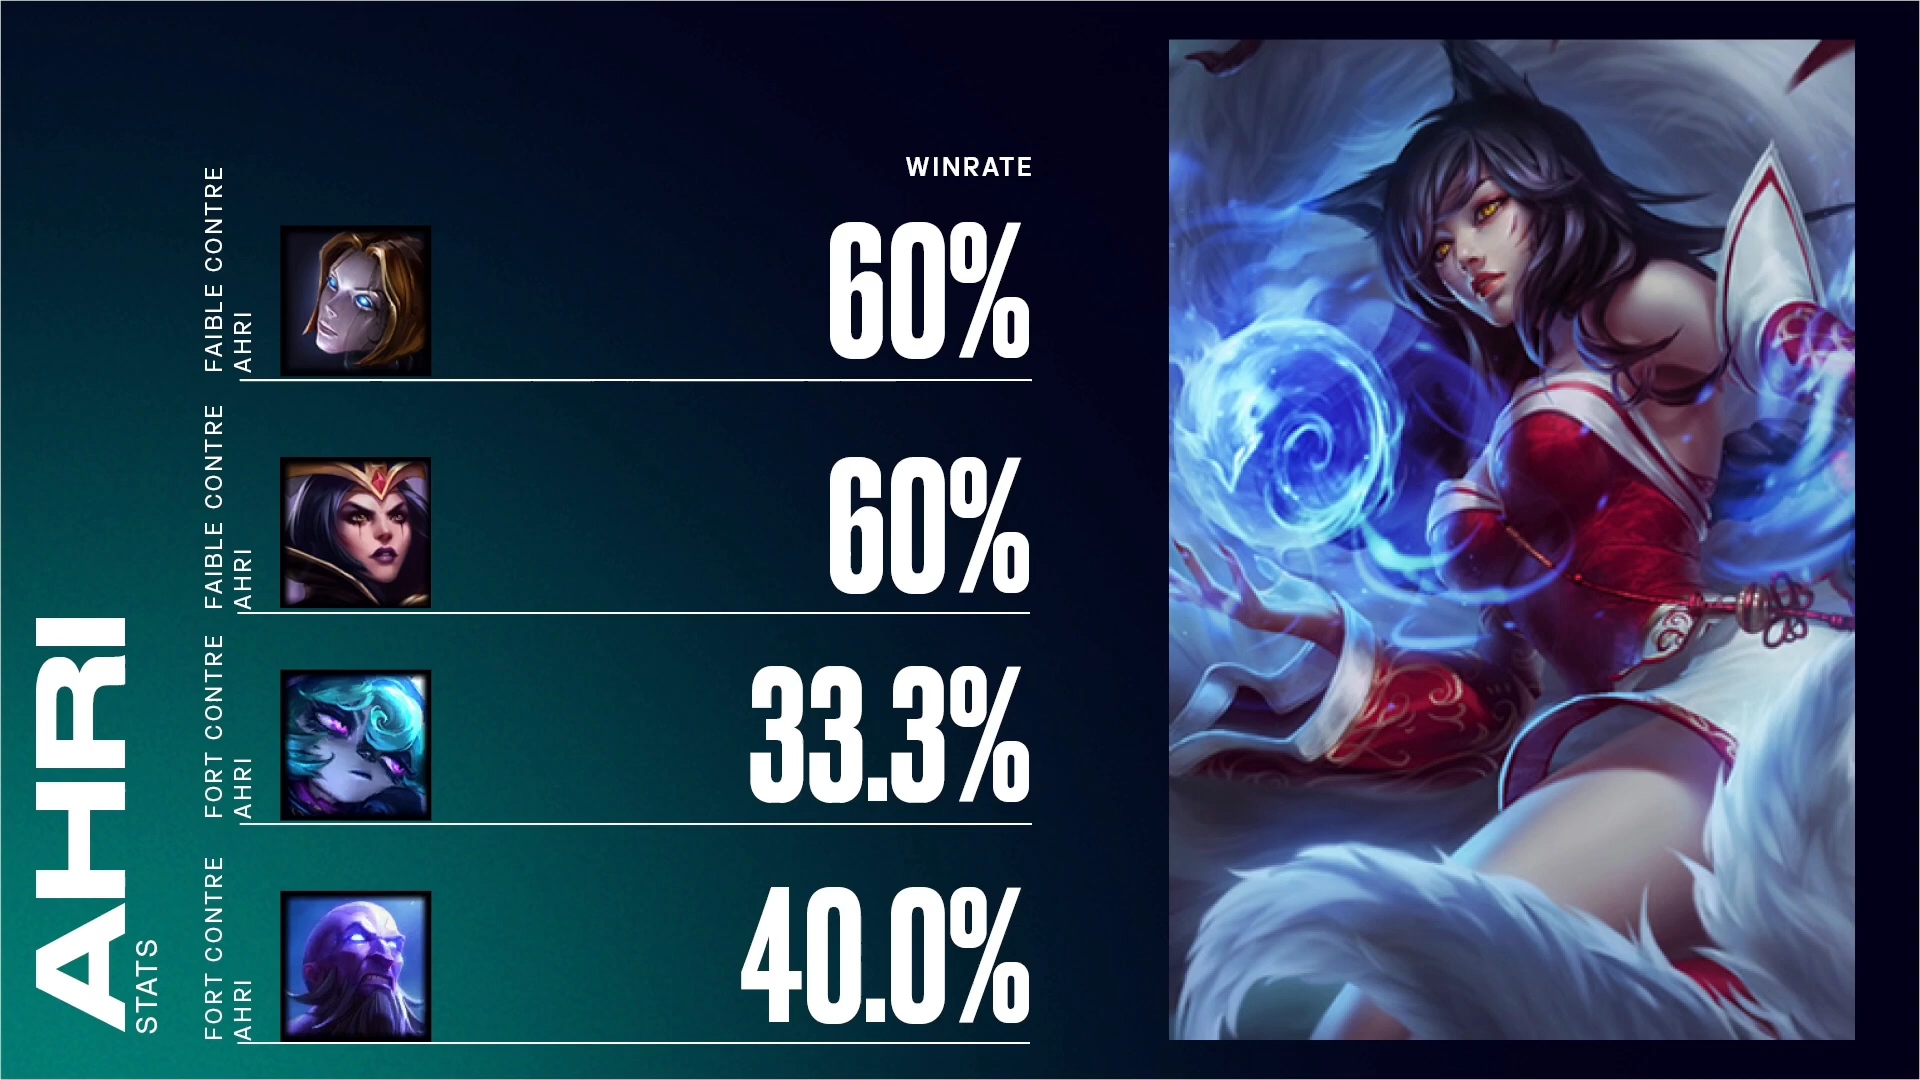 AHRI
STATS
WINRATE
FAIBLE CONTRE
AHRI
60%
FAIBLE CONTRE
AHRI
60%
FORT CONTRE
AHRI
33.3%
FORT CONTRE
AHRI
40.0%